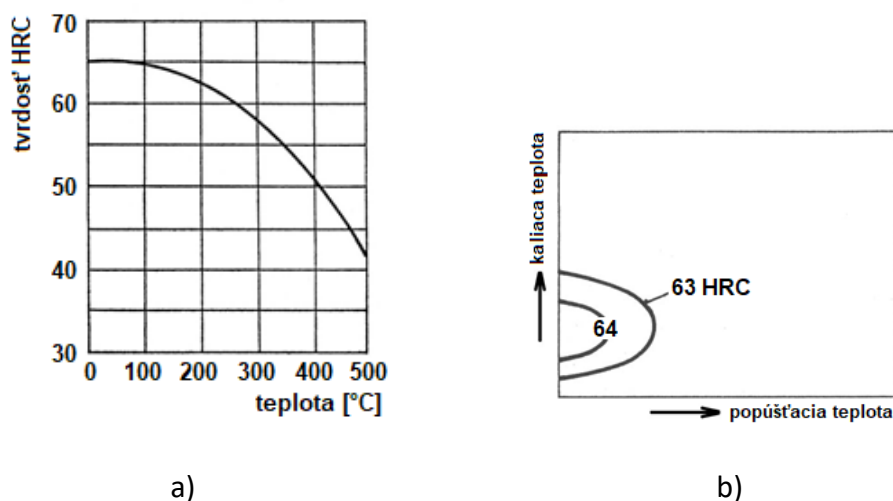 70
60
50
40
30
tvrdosť HRC
0 100 200 300 400 500
teplota [°C]
kaliaca teplota
63 HRC
64
popúšťacia teplota
a)
b)